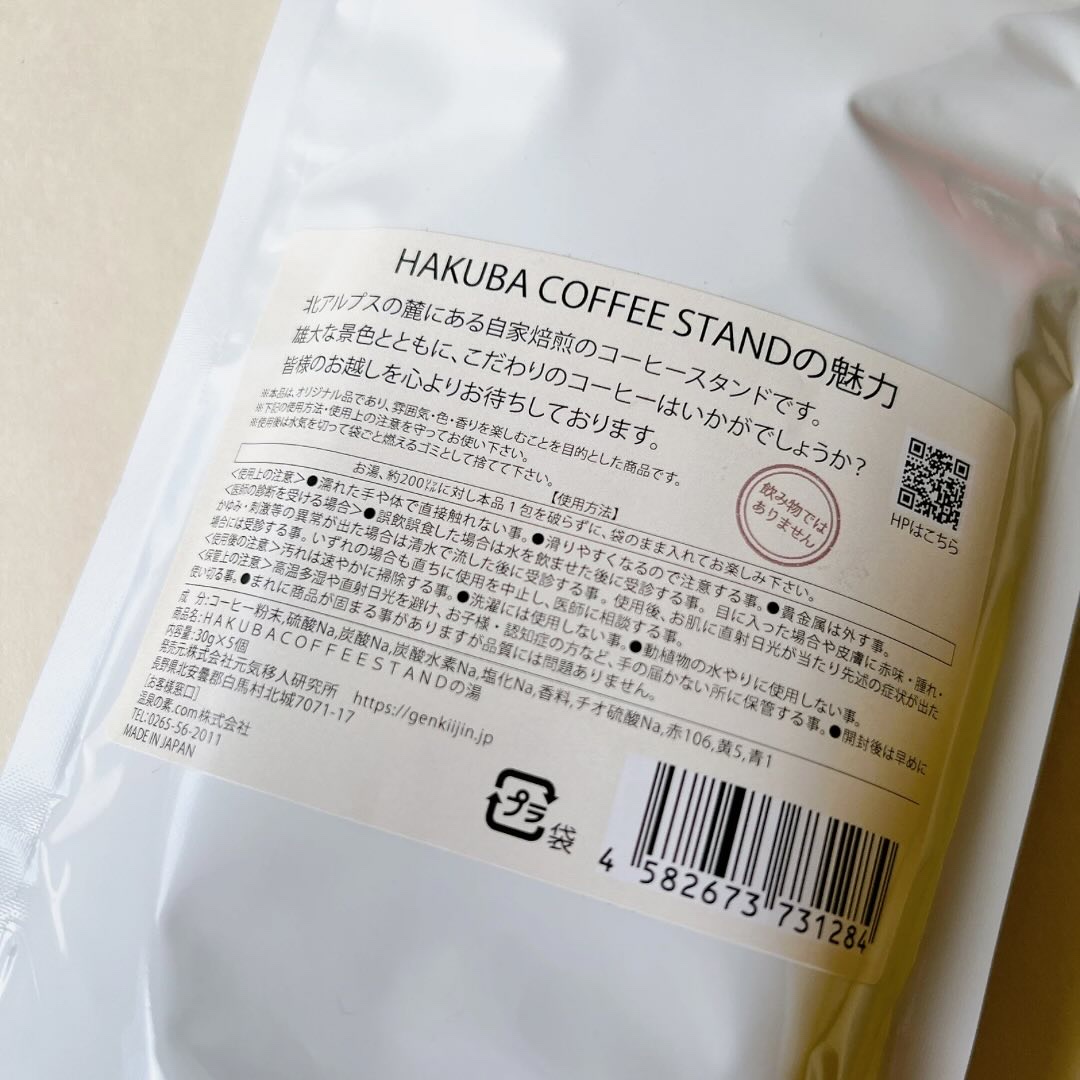 HAKUBA COFFEE STANDの魅力
北アルプスの麓にある自家焙煎のコーヒースタンドです。
雄大な景色とともに、こだわりのコーヒーはいかがでしょうか？
皆様のお越しを心よりお待ちしております。
※本品は、オリジナル品であり、雰囲気・色・香りを楽しむことを目的とした商品です。
※下記の使用方法・使用上の注意を守ってお使い下さい。
※使用後は水気を切って袋ごと燃えるゴミとして捨てて下さい。
飲み物では
ありません
HPはこちら
【使用方法】
お湯、約200㍑に対し本品1包を破らずに、袋のまま入れてお楽しみ下さい。
<使用上の注意>●濡れた手や体で直接触れない事。●滑りやすくなるので注意する事。●貴金属は外す事。
<医師の診断を受ける場合>●誤飲誤食した場合は水を飲ませた後に受診する事。目に入った場合や皮膚に赤味・腫れ・
かゆみ・刺激等の異常が出た場合は清水で流した後に受診する事。使用後、お肌に直射日光が当たり先述の症状が出た
場合には受診する事。いずれの場合も直ちに使用を中止し、医師に相談する事。
<使用後の注意>汚れは速やかに掃除する事。●洗濯には使用しない事。●動植物の水やりに使用しない事。
<保管上の注意>高温多湿や直射日光を避け、お子様・認知症の方など、手の届かない所に保管する事。●開封後は早めに
使い切る事。●まれに商品が固まる事がありますが品質には問題ありません。
成 分:コーヒー粉末,硫酸Na,炭酸Na,炭酸水素Na,塩化Na,香料,チオ硫酸Na,赤106,黄5,青1
商品名:HAKUBACOFFEESTANDの湯
内容量:30g×5個
発売元:株式会社元気移人研究所 https://genkiijin.jp
長野県北安曇郡白馬村北城7071-17
【お客様窓口】
温泉の素.com株式会社
TEL:0265-56-2011
MADE IN JAPAN
プラ
袋
4 582673 731284